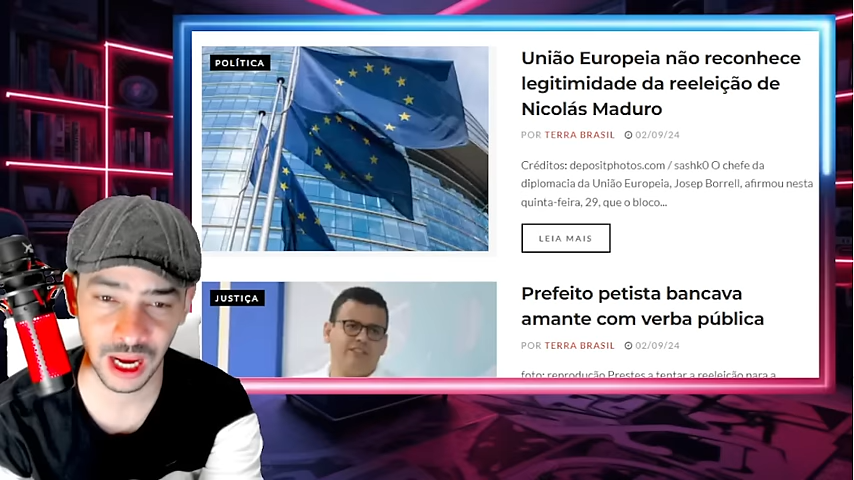 POLÍTICA
União Europeia não reconhece
legitimidade da reeleição de
Nicolás Maduro
POR TERRA BRASIL 02/09/24
Créditos: depositphotos.com / sashk0 O chefe da
diplomacia da União Europeia, Josep Borrell, afirmou nesta
quinta-feira, 29, que o bloco...
LEIA MAIS
JUSTIÇA
Prefeito petista bancava
amante com verba pública
POR TERRA BRASIL 02/09/24
foto: reprodução Prestes a tentar a reeleição para a